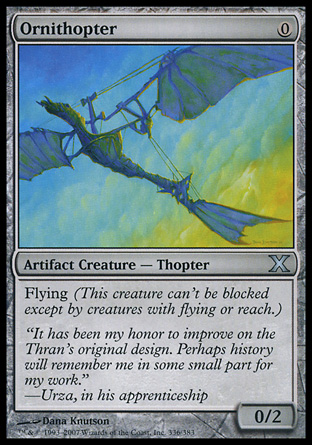 Ornithopter 0
Artifact Creature — Thopter X
Flying (This creature can't be blocked
except by creatures with flying or reach.)
"It has been my honor to improve on the
Thran's original design. Perhaps history
will remember me in some small part for
my work."
—Urza, in his apprenticeship
Dana Knutson
™ & © 1993–2007 Wizards of the Coast, Inc. 336/383
0/2